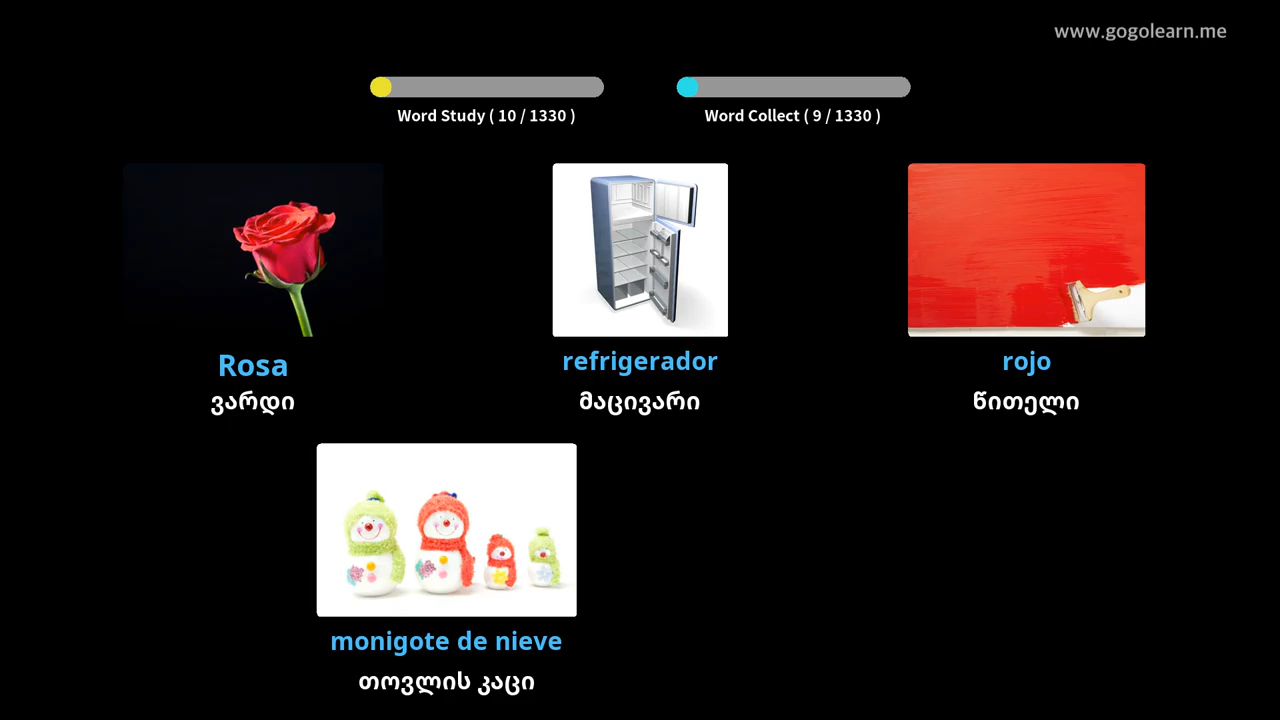 www.gogolearn.me
Word Study ( 10 / 1330 )
Word Collect ( 9 / 1330 )
Rosa
ვარდი
refrigerador
მაცივარი
rojo
წითელი
monigote de nieve
თოვლის კაცი